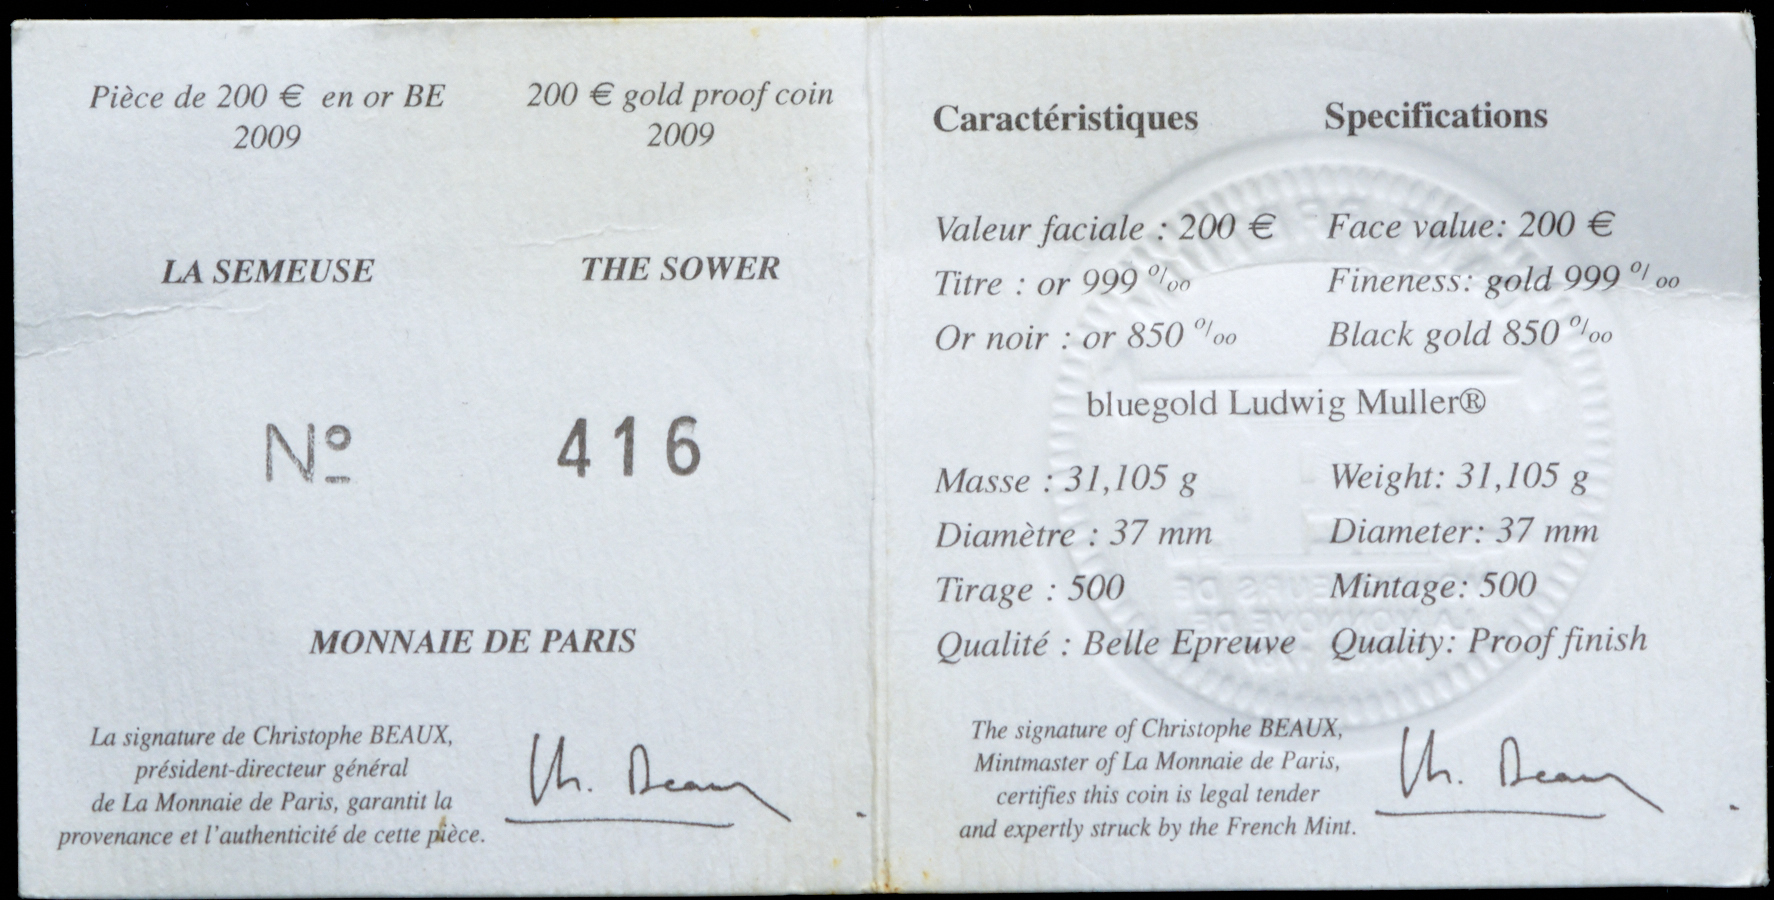 Pièce de 200 € en or BE
2009
200 € gold proof coin
2009
LA SEMEUSE
THE SOWER
Nº
416
MONNAIE DE PARIS
La signature de Christophe BEAUX,
président-directeur général
de La Monnaie de Paris, garantit la
provenance et l'authenticité de cette pièce.
Ch. Beaux
Caractéristiques
Valeur faciale : 200 €
Titre : or 999 ‰
Or noir : or 850 ‰
Specifications
Face value: 200 €
Fineness: gold 999 ‰
Black gold 850 ‰
bluegold Ludwig Muller®
Masse : 31,105 g
Diamètre : 37 mm
Tirage : 500
Qualité : Belle Epreuve
Weight: 31,105 g
Diameter: 37 mm
Mintage: 500
Quality: Proof finish
The signature of Christophe BEAUX,
Mintmaster of La Monnaie de Paris,
certifies this coin is legal tender
and expertly struck by the French Mint.
Ch. Beaux